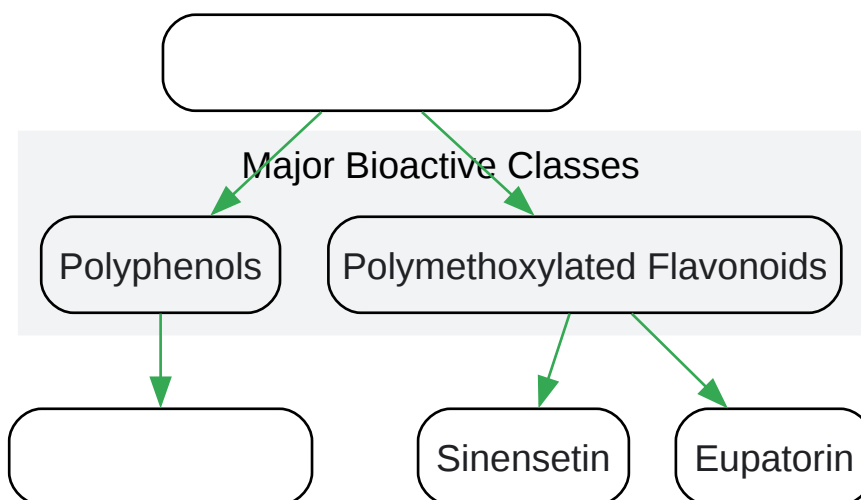 Major Bioactive Classes
Polyphenols
Polymethoxylated Flavonoids
Sinensetin
Eupatorin